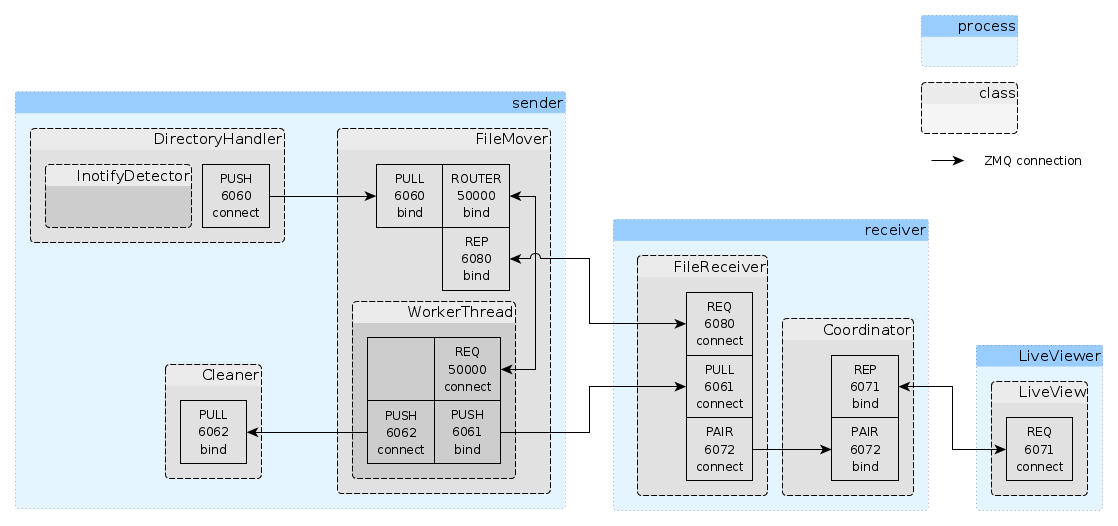 process
class
ZMQ connection
sender
DirectoryHandler
InotifyDetector
PUSH
6060
connect
FileMover
PULL
6060
bind
ROUTER
50000
bind
REP
6080
bind
WorkerThread
REQ
50000
connect
PUSH
6062
connect
PUSH
6061
bind
Cleaner
PULL
6062
bind
receiver
FileReceiver
REQ
6080
connect
PULL
6061
connect
PAIR
6072
connect
Coordinator
REP
6071
bind
PAIR
6072
bind
LiveViewer
LiveView
REQ
6071
connect